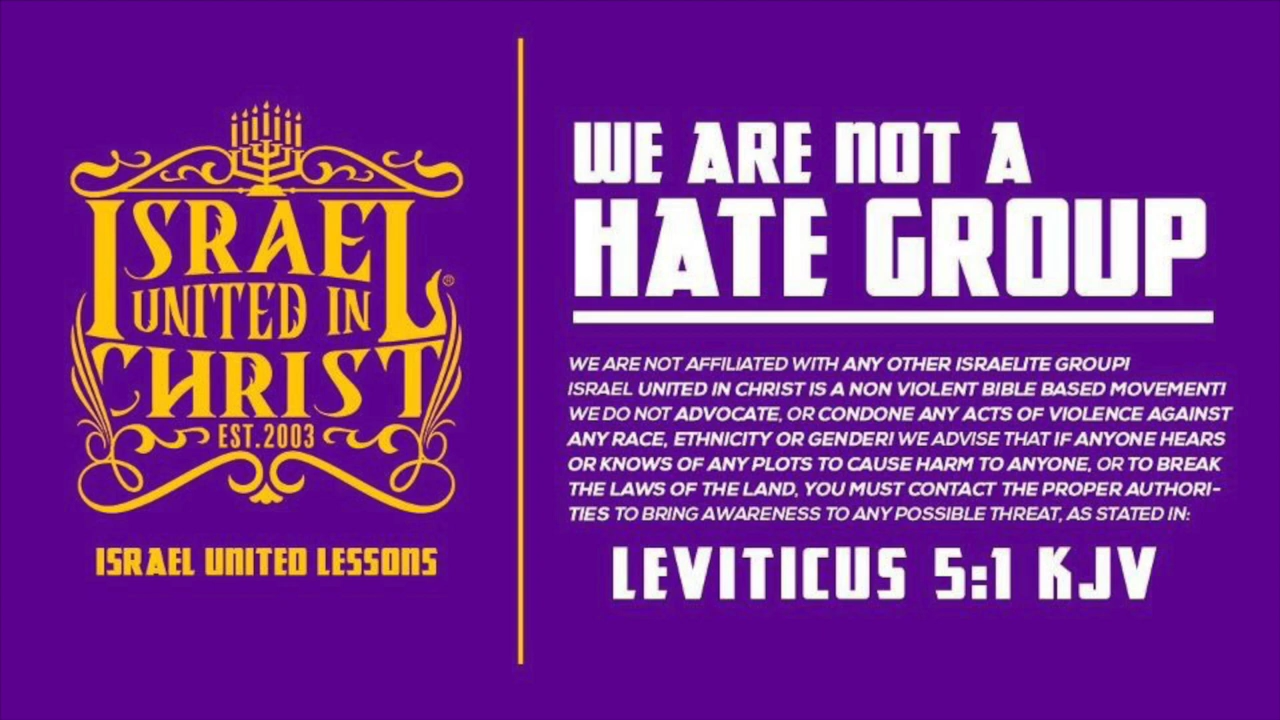 ISRAEL
UNITED IN
CHRIST
EST.2003
®
ISRAEL UNITED LESSONS
WE ARE NOT A
HATE GROUP
WE ARE NOT AFFILIATED WITH ANY OTHER ISRAELITE GROUP!
ISRAEL UNITED IN CHRIST IS A NON VIOLENT BIBLE BASED MOVEMENT!
WE DO NOT ADVOCATE, OR CONDONE ANY ACTS OF VIOLENCE AGAINST
ANY RACE, ETHNICITY OR GENDER! WE ADVISE THAT IF ANYONE HEARS
OR KNOWS OF ANY PLOTS TO CAUSE HARM TO ANYONE, OR TO BREAK
THE LAWS OF THE LAND, YOU MUST CONTACT THE PROPER AUTHORI-
TIES TO BRING AWARENESS TO ANY POSSIBLE THREAT, AS STATED IN:
LEVITICUS 5:1 KJV